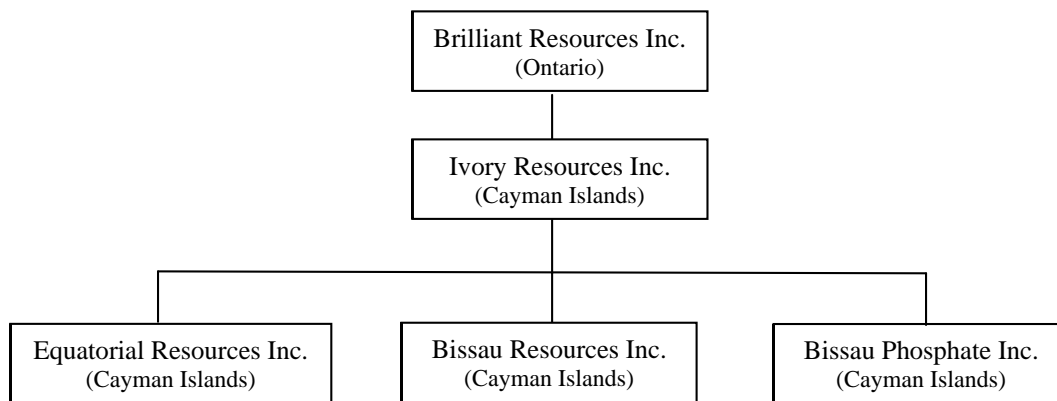 Brilliant Resources Inc.
(Ontario)
Ivory Resources Inc.
(Cayman Islands)
Equatorial Resources Inc.
(Cayman Islands)
Bissau Resources Inc.
(Cayman Islands)
Bissau Phosphate Inc.
(Cayman Islands)